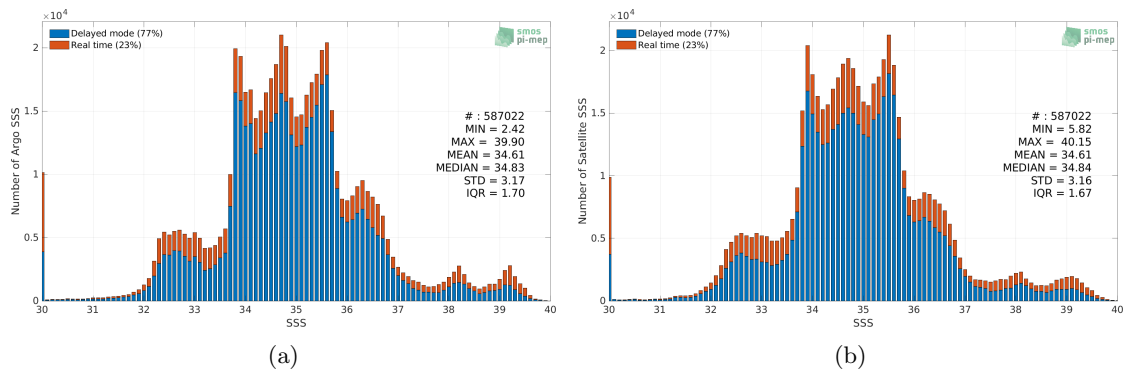 ×10⁴
Delayed mode (77%)
Real time (23%)
smos
pi-mep
# : 587022
MIN = 2.42
MAX = 39.90
MEAN = 34.61
MEDIAN = 34.83
STD = 3.17
IQR = 1.70
Number of Argo SSS
2
1.5
1
0.5
0
30 31 32 33 34 35 36 37 38 39 40
SSS
(a)
×10⁴
Delayed mode (77%)
Real time (23%)
smos
pi-mep
# : 587022
MIN = 5.82
MAX = 40.15
MEAN = 34.61
MEDIAN = 34.84
STD = 3.16
IQR = 1.67
Number of Satellite SSS
2
1.5
1
0.5
0
30 31 32 33 34 35 36 37 38 39 40
SSS
(b)